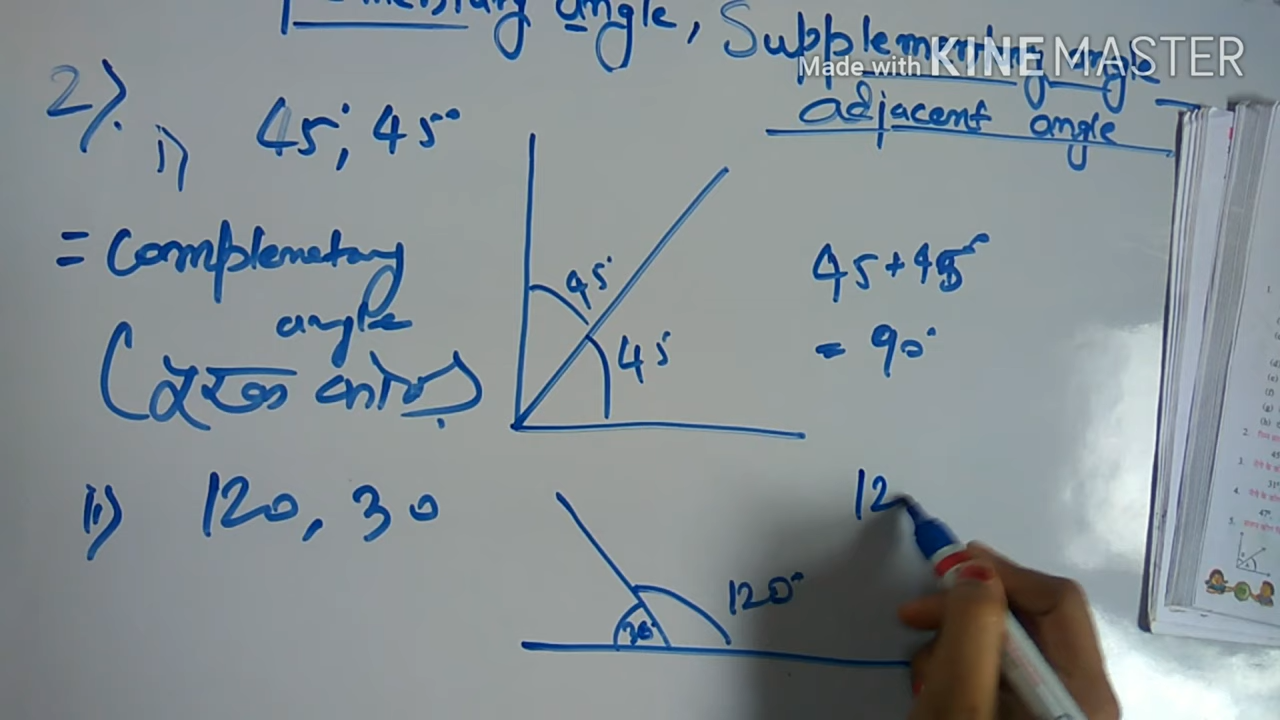 angle, Supplementary angle
Made with KINEMASTER
adjacent angle
2).
i) 45°, 45°
= Complemetary
angle
45°
45°
45 + 45°
= 90°
ii) 120, 30
30°
120°
12